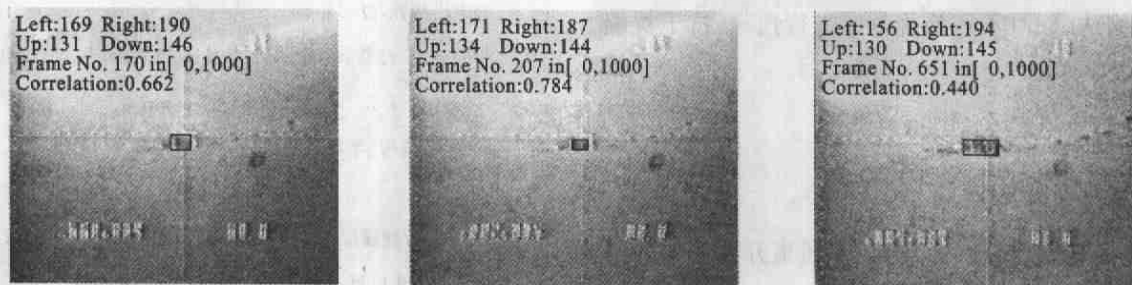 Left:169 Right:190
Up:131 Down:146
Frame No. 170 in[ 0,1000]
Correlation:0.662
Left:171 Right:187
Up:134 Down:144
Frame No. 207 in[ 0,1000]
Correlation:0.784
Left:156 Right:194
Up:130 Down:145
Frame No. 651 in[ 0,1000]
Correlation:0.440